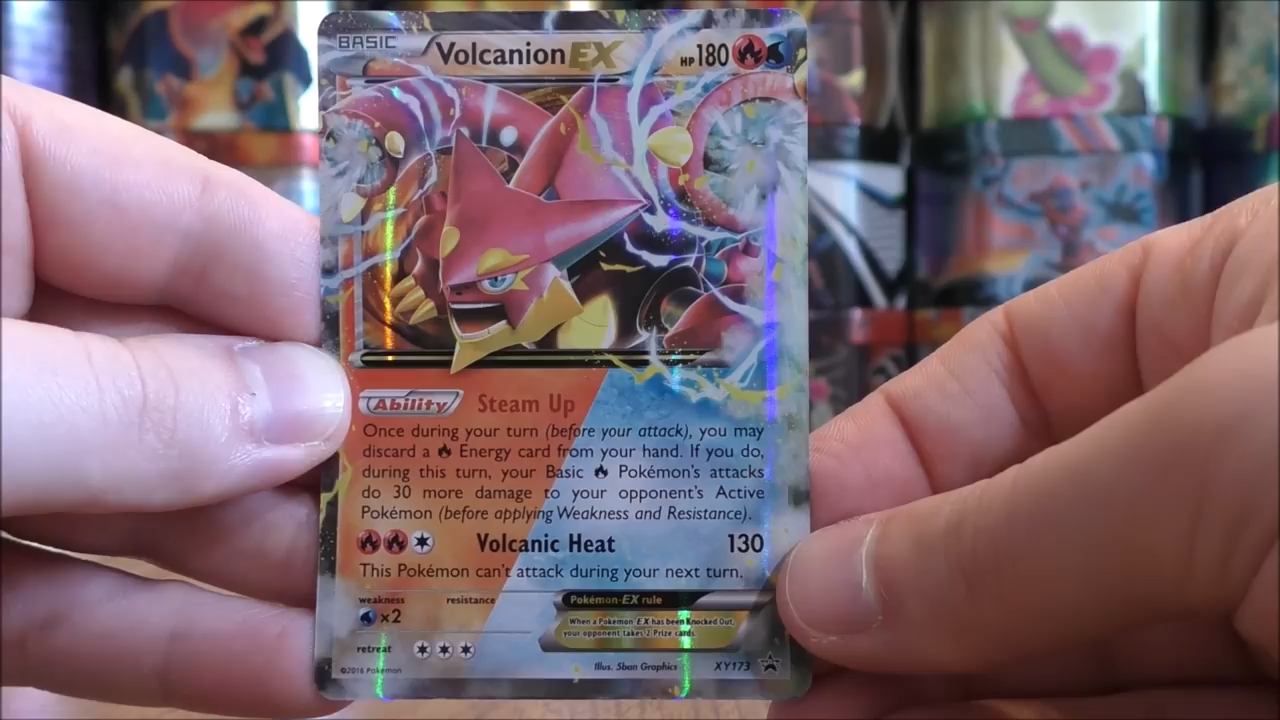 BASIC Volcanion EX HP 180
Ability Steam Up
Once during your turn (before your attack), you may
discard a Energy card from your hand. If you do,
during this turn, your Basic Pokémon's attacks
do 30 more damage to your opponent's Active
Pokémon (before applying Weakness and Resistance).
Volcanic Heat 130
This Pokémon can't attack during your next turn.
weakness resistance
×2
Pokémon-EX rule
When a Pokémon-EX has been Knocked Out,
your opponent takes 2 Prize cards.
retreat
©2016 Pokémon Illus. 5ban Graphics XY173